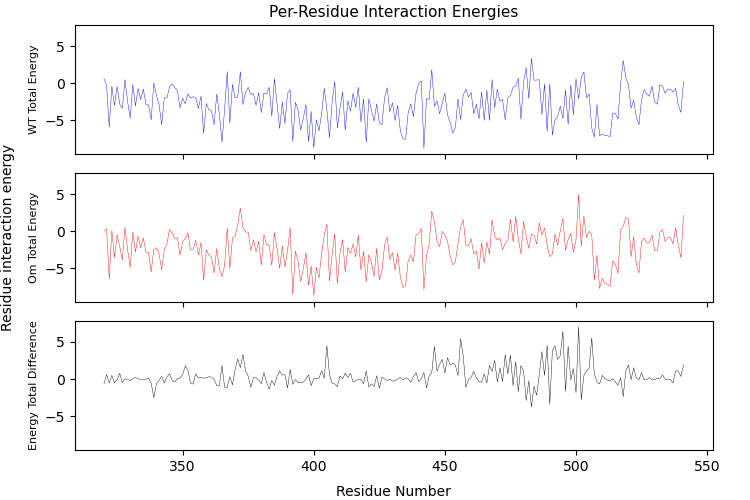 Per-Residue Interaction Energies
Residue interaction energy
WT Total Energy
5
0
−5
Om Total Energy
5
0
−5
Energy Total Difference
5
0
−5
350 400 450 500 550
Residue Number